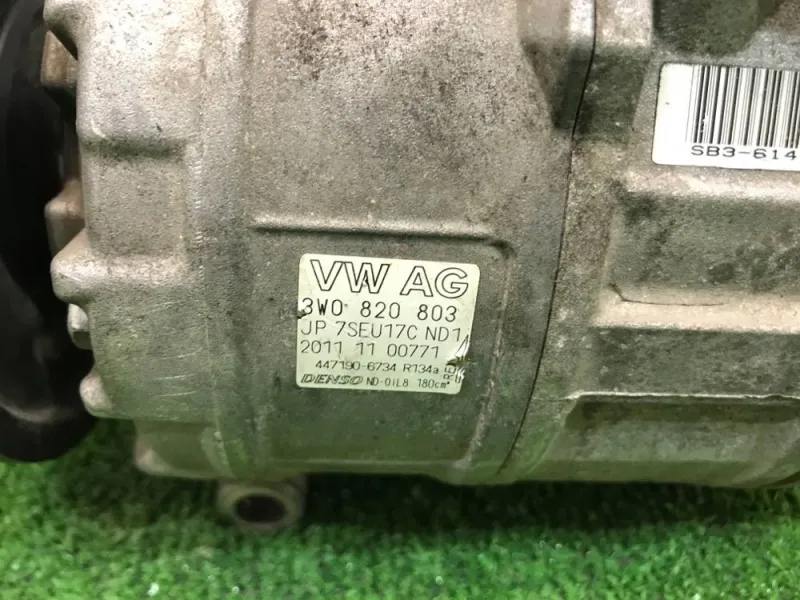 SB3-614
VW AG
3W0 820 803
JP 7SEU17C ND1
2011 11 00771
447190-6734 R134a
DENSO ND-OIL8 180cm³